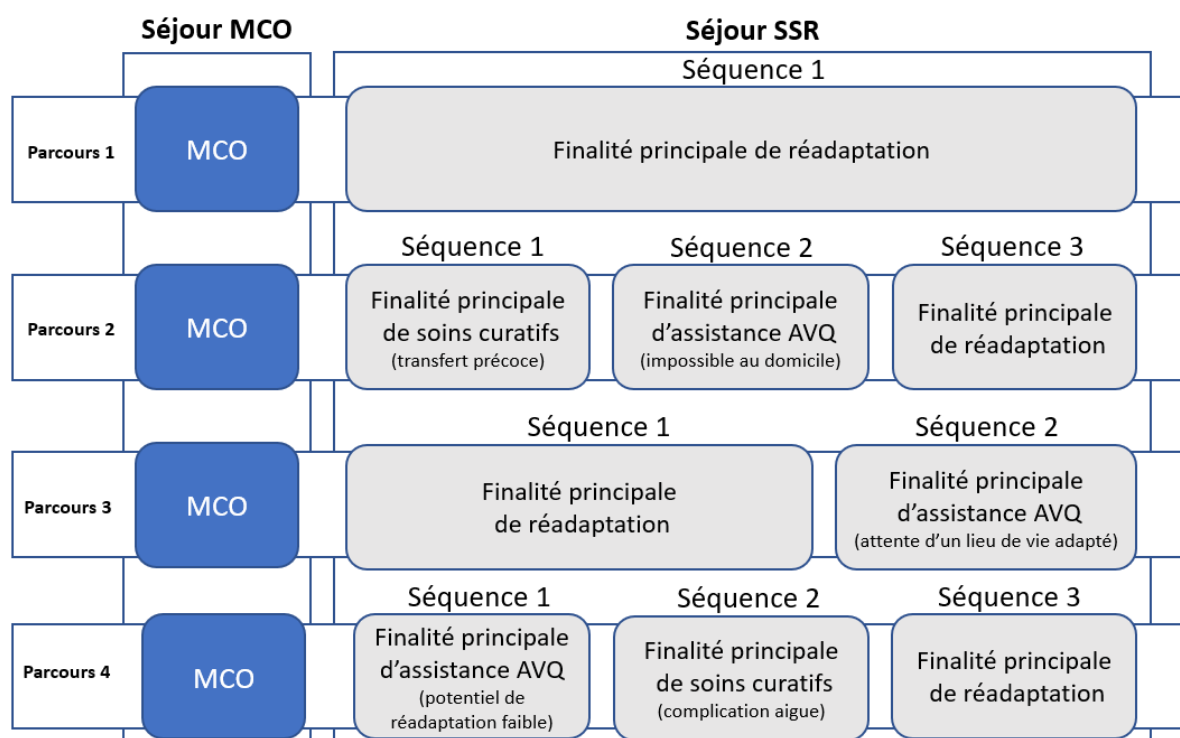 Séjour MCO
Séjour SSR
Séquence 1
Parcours 1
MCO
Finalité principale de réadaptation
Séquence 1
Séquence 2
Séquence 3
Parcours 2
MCO
Finalité principale
de soins curatifs
(transfert précoce)
Finalité principale
d'assistance AVQ
(impossible au domicile)
Finalité principale
de réadaptation
Séquence 1
Séquence 2
Parcours 3
MCO
Finalité principale
de réadaptation
Finalité principale
d'assistance AVQ
(attente d'un lieu de vie adapté)
Séquence 1
Séquence 2
Séquence 3
Parcours 4
MCO
Finalité principale
d'assistance AVQ
(potentiel de
réadaptation faible)
Finalité principale
de soins curatifs
(complication aigue)
Finalité principale
de réadaptation